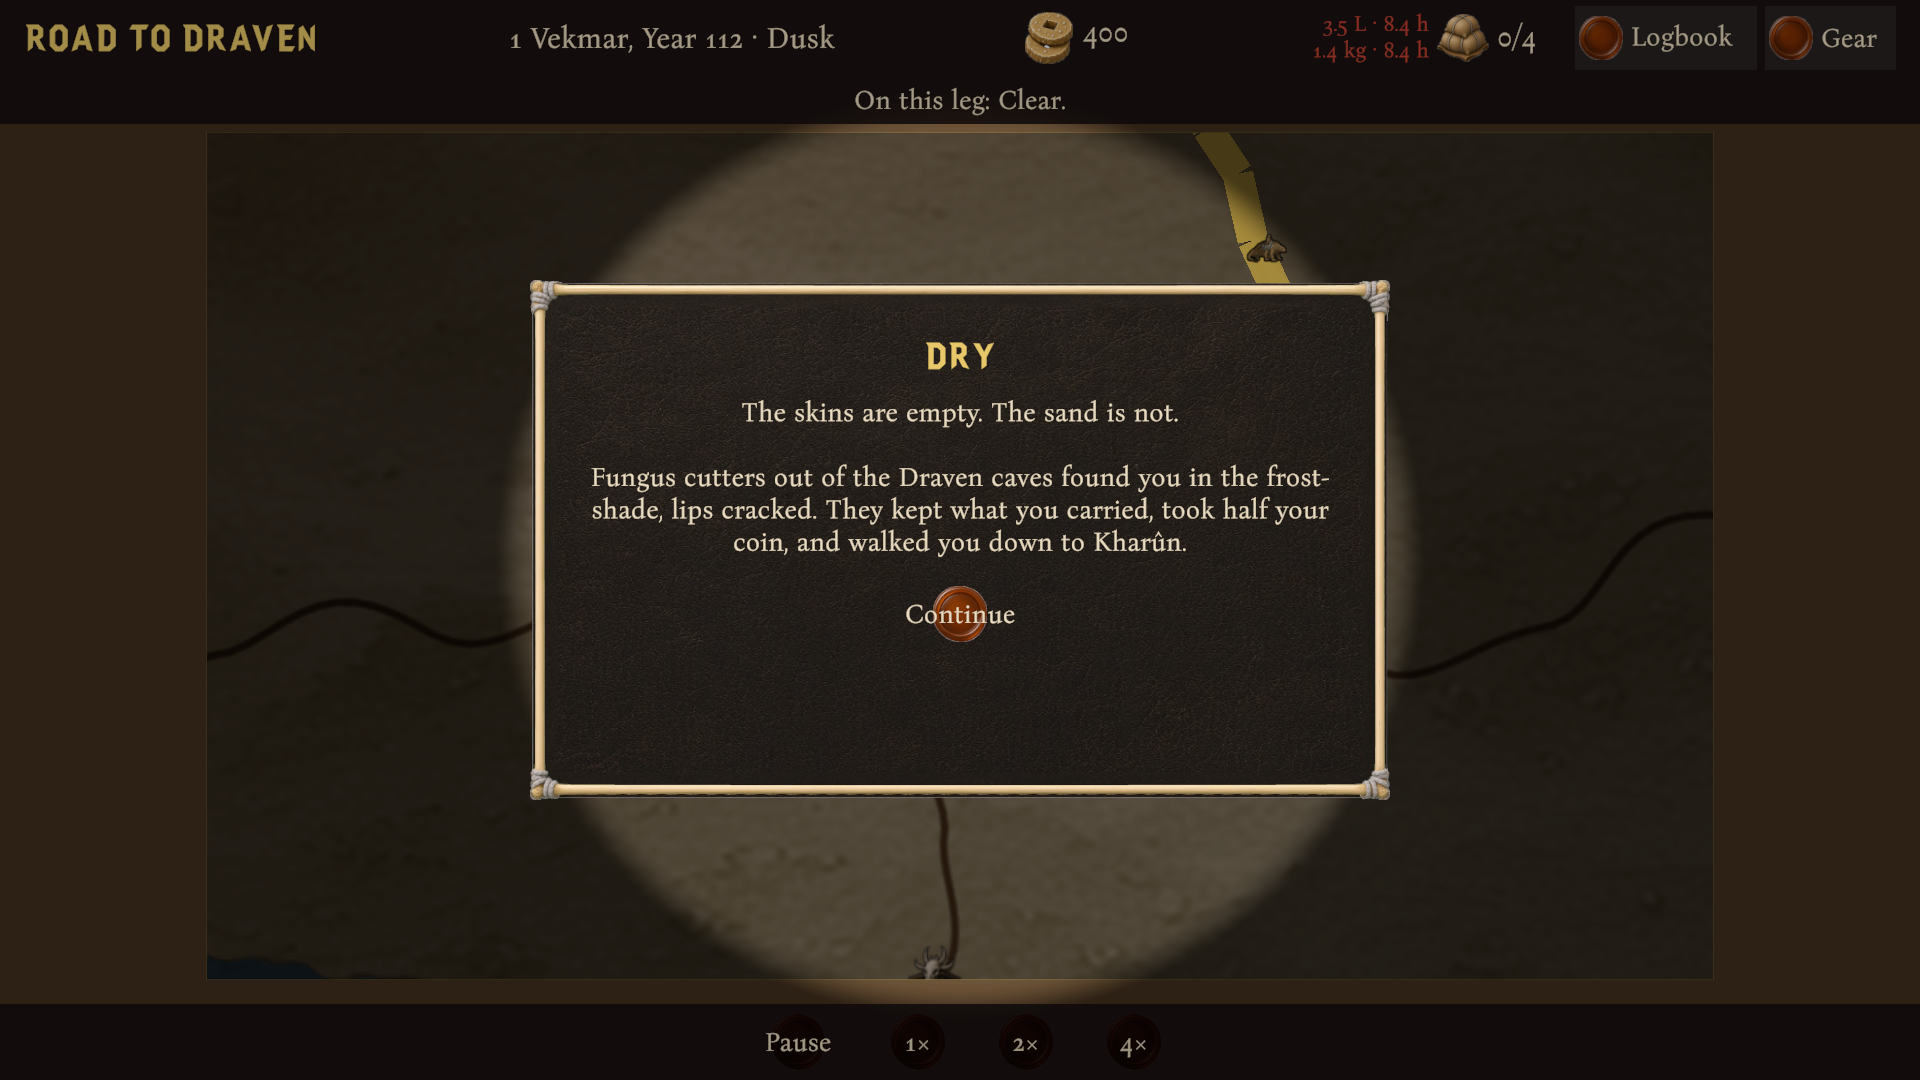 ROAD TO DRAVEN
1 Vekmar, Year 112 · Dusk
400
3.5 L · 8.4 h
1.4 kg · 8.4 h
0/4
Logbook
Gear
On this leg: Clear.
DRY
The skins are empty. The sand is not.
Fungus cutters out of the Draven caves found you in the frost-
shade, lips cracked. They kept what you carried, took half your
coin, and walked you down to Kharûn.
Continue
Pause
1×
2×
4×